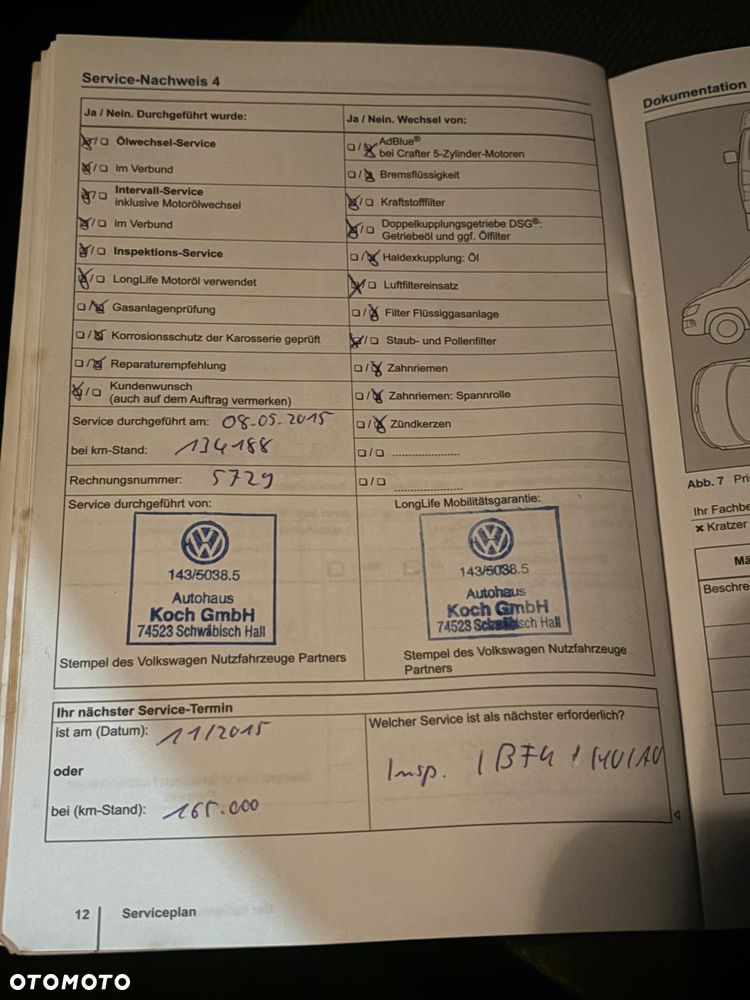 Service-Nachweis 4
Ja / Nein. Durchgeführt wurde:
Ölwechsel-Service
im Verbund
Intervall-Service
inklusive Motorölwechsel
im Verbund
Inspektions-Service
LongLife Motoröl verwendet
Gasanlagenprüfung
Korrosionsschutz der Karosserie geprüft
Reparaturempfehlung
Kundenwunsch
(auch auf dem Auftrag vermerken)
Ja / Nein. Wechsel von:
AdBlue®
bei Crafter 5-Zylinder-Motoren
Bremsflüssigkeit
Kraftstofffilter
Doppelkupplungsgetriebe DSG®:
Getriebeöl und ggf. Ölfilter
Haldexkupplung: Öl
Luftfiltereinsatz
Filter Flüssiggasanlage
Staub- und Pollenfilter
Zahnriemen
Zahnriemen: Spannrolle
Zündkerzen
Service durchgeführt am: 08.05.2015
bei km-Stand: 134188
Rechnungsnummer: 5729
Service durchgeführt von:
VW
143/5038.5
Autohaus
Koch GmbH
74523 Schwäbisch Hall
Stempel des Volkswagen Nutzfahrzeuge Partners
LongLife Mobilitätsgarantie:
VW
143/5038.5
Autohaus
Koch GmbH
74523 Schwäbisch Hall
Stempel des Volkswagen Nutzfahrzeuge
Partners
Ihr nächster Service-Termin
ist am (Datum): 11/2015
oder
bei (km-Stand): 165.000
Welcher Service ist als nächster erforderlich?
Insp.
12 Serviceplan
Dokumentation
Abb. 7
Ihr Fachbe
× Kratzer
Mä
Beschre
OTOMOTO